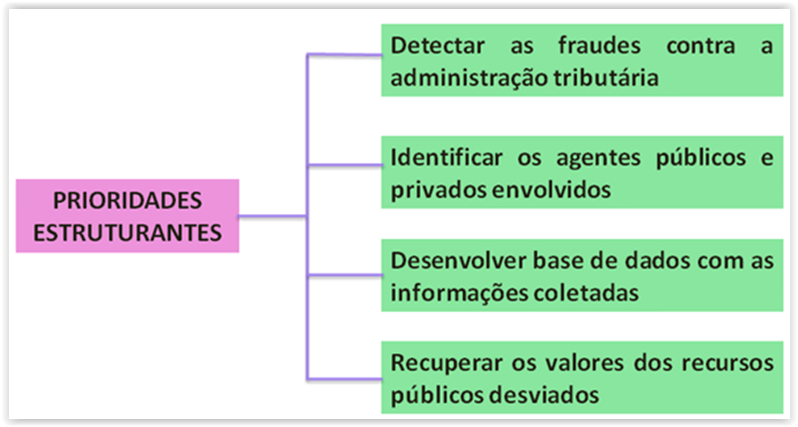 PRIORIDADES
ESTRUTURANTES
Detectar as fraudes contra a
administração tributária
Identificar os agentes públicos e
privados envolvidos
Desenvolver base de dados com as
informações coletadas
Recuperar os valores dos recursos
públicos desviados